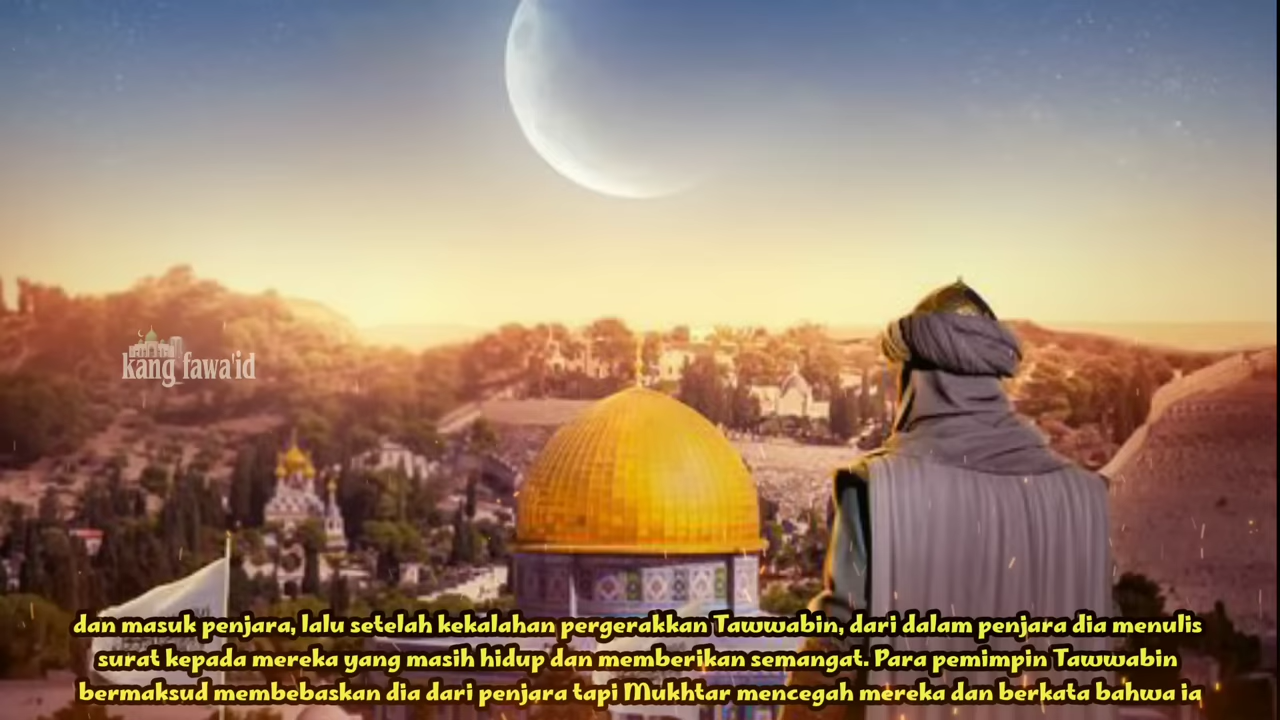 kang_fawa'id
dan masuk penjara, lalu setelah kekalahan pergerakkan Tawwabin, dari dalam penjara dia menulis
surat kepada mereka yang masih hidup dan memberikan semangat. Para pemimpin Tawwabin
bermaksud membebaskan dia dari penjara tapi Mukhtar mencegah mereka dan berkata bahwa ia